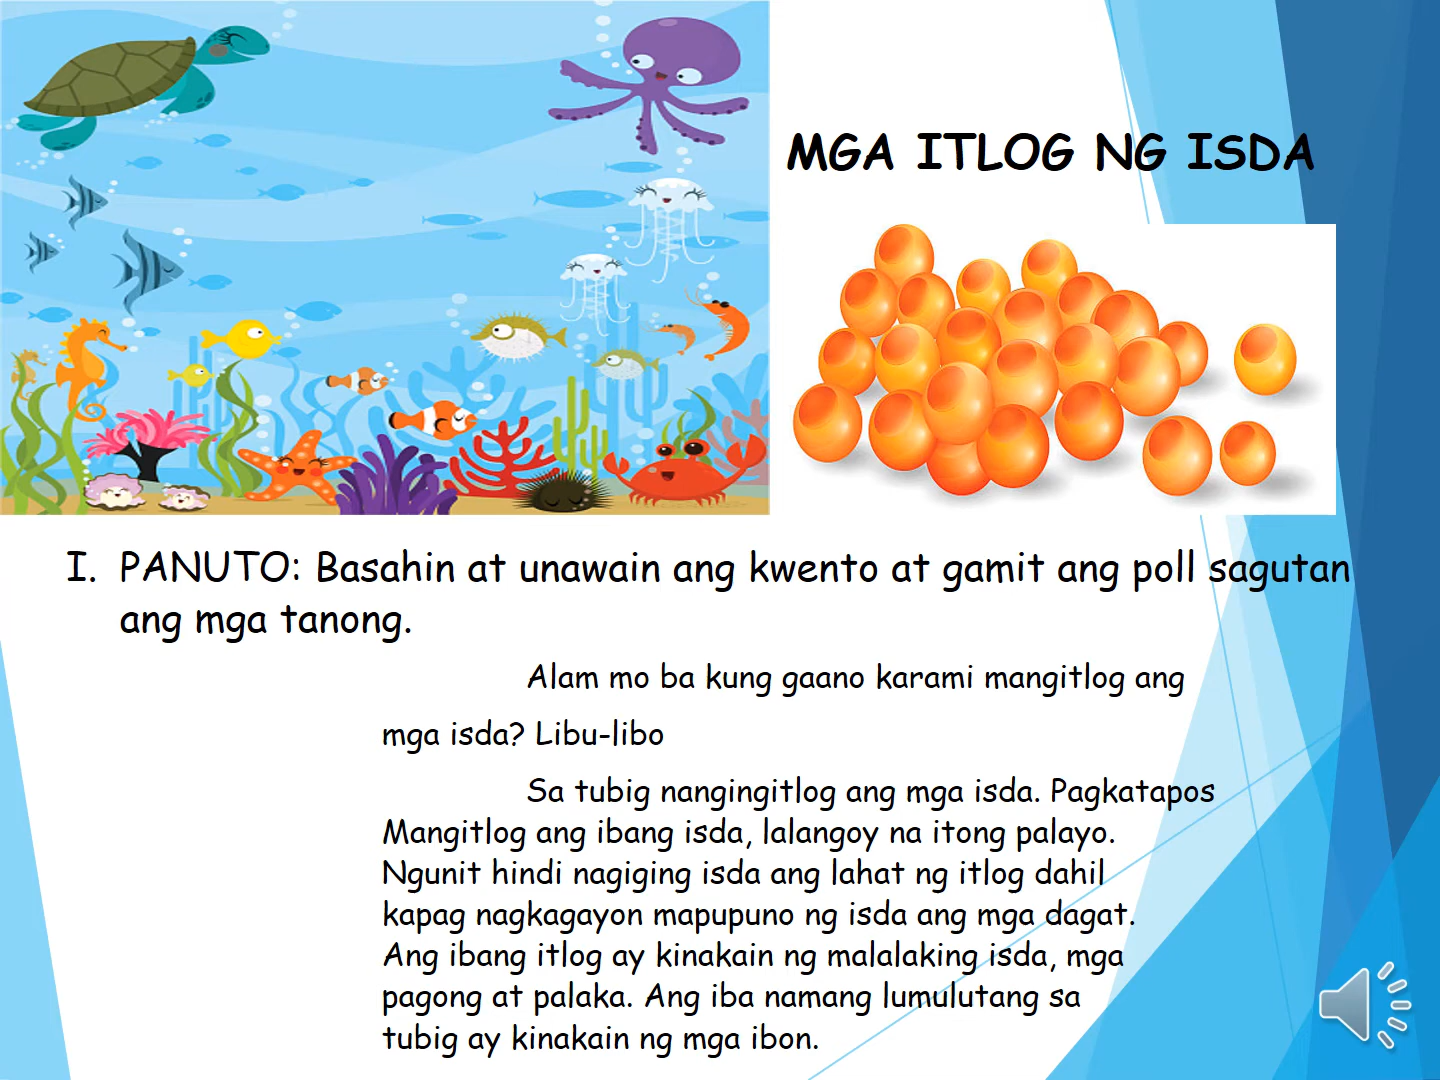 MGA ITLOG NG ISDA
I. PANUTO: Basahin at unawain ang kwento at gamit ang poll sagutan
ang mga tanong.
Alam mo ba kung gaano karami mangitlog ang
mga isda? Libu-libo
Sa tubig nangingitlog ang mga isda. Pagkatapos
Mangitlog ang ibang isda, lalangoy na itong palayo.
Ngunit hindi nagiging isda ang lahat ng itlog dahil
kapag nagkagayon mapupuno ng isda ang mga dagat.
Ang ibang itlog ay kinakain ng malalaking isda, mga
pagong at palaka. Ang iba namang lumulutang sa
tubig ay kinakain ng mga ibon.